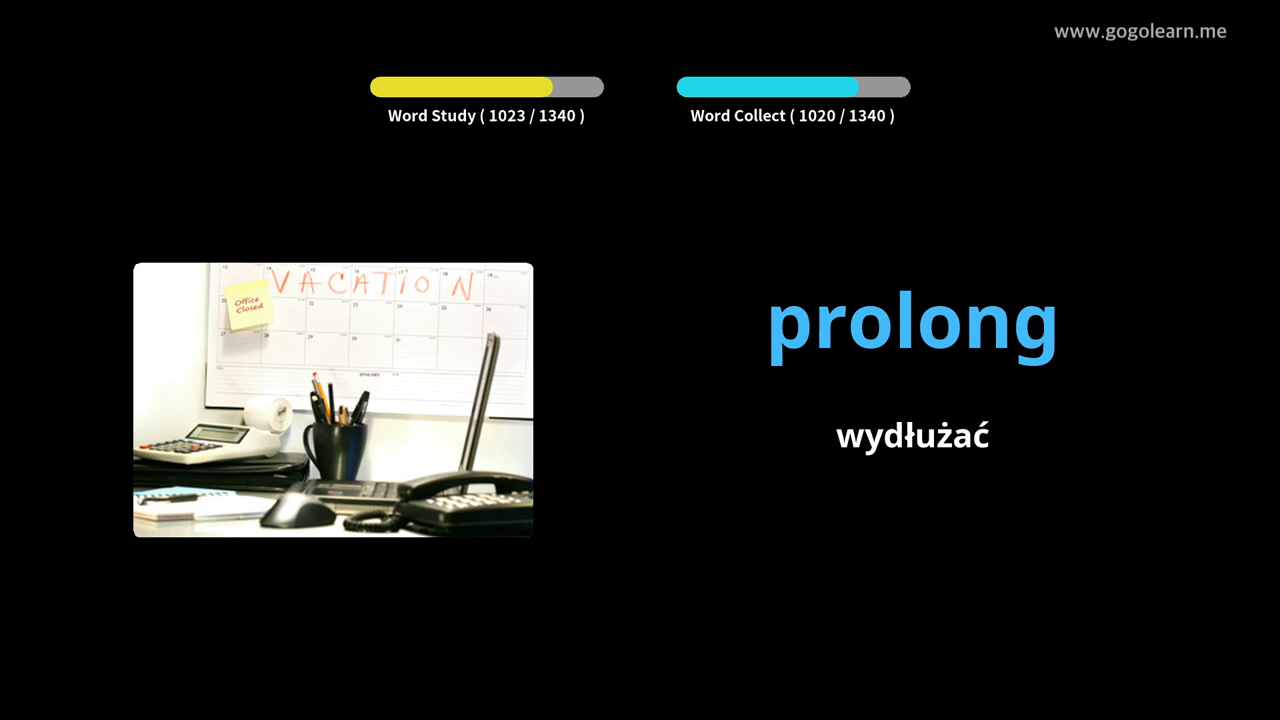 www.gogolearn.me
Word Study ( 1023 / 1340 )
Word Collect ( 1020 / 1340 )
VACATION
Office
Closed
prolong
wydłużać